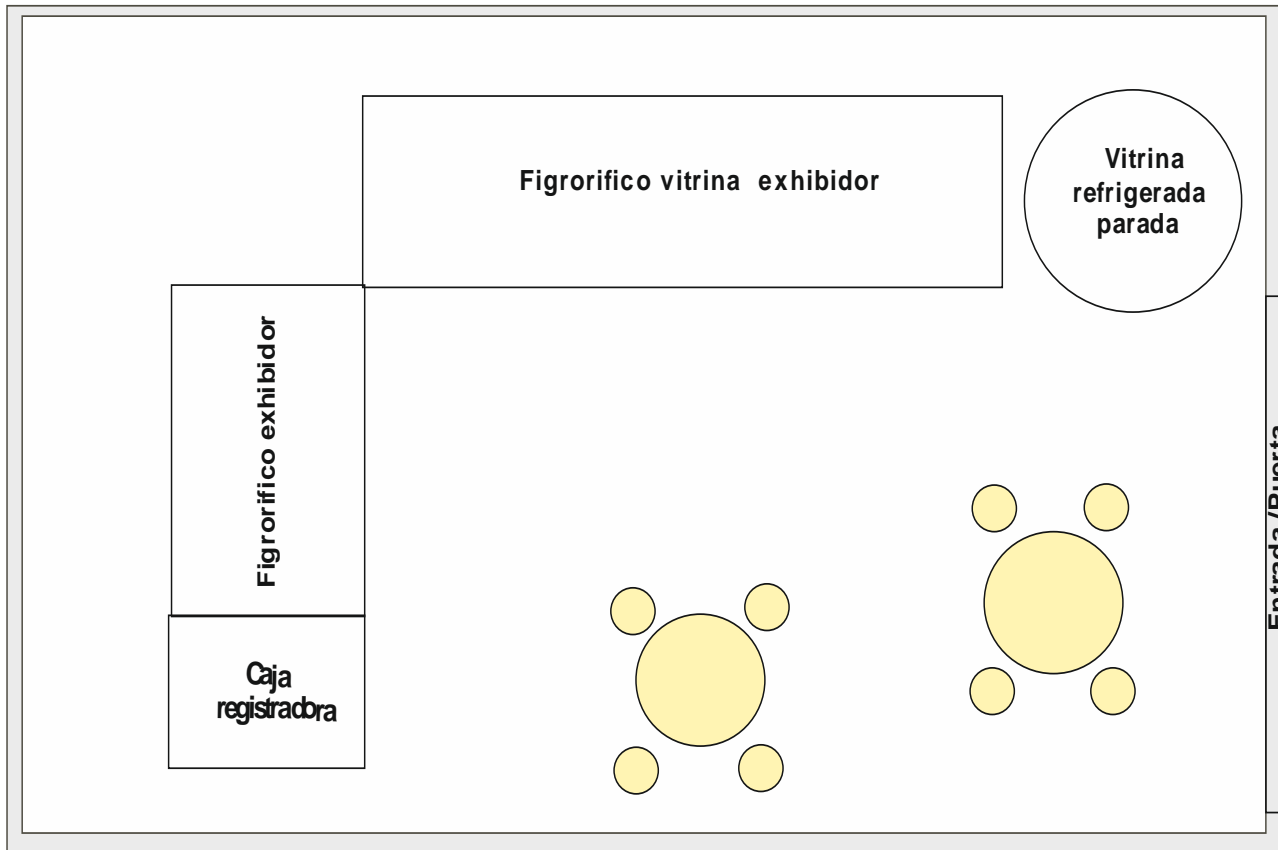 Figrorifico vitrina exhibidor
Vitrina
refrigerada
parada
Figrorifico exhibidor
Caja
registradora
Entrada /Puerta